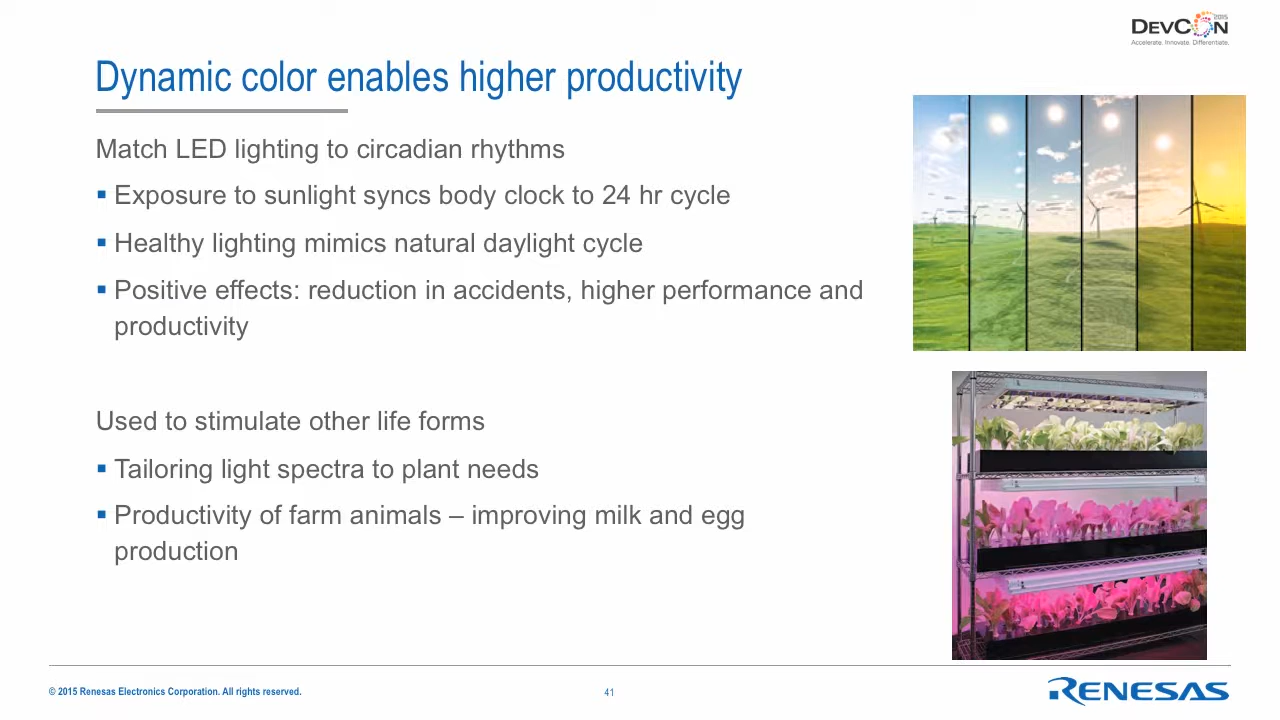 DEVCON
Accelerate. Innovate. Differentiate.
Dynamic color enables higher productivity
Match LED lighting to circadian rhythms
▪ Exposure to sunlight syncs body clock to 24 hr cycle
▪ Healthy lighting mimics natural daylight cycle
▪ Positive effects: reduction in accidents, higher performance and
productivity
Used to stimulate other life forms
▪ Tailoring light spectra to plant needs
▪ Productivity of farm animals – improving milk and egg
production
© 2015 Renesas Electronics Corporation. All rights reserved.
41
RENESAS